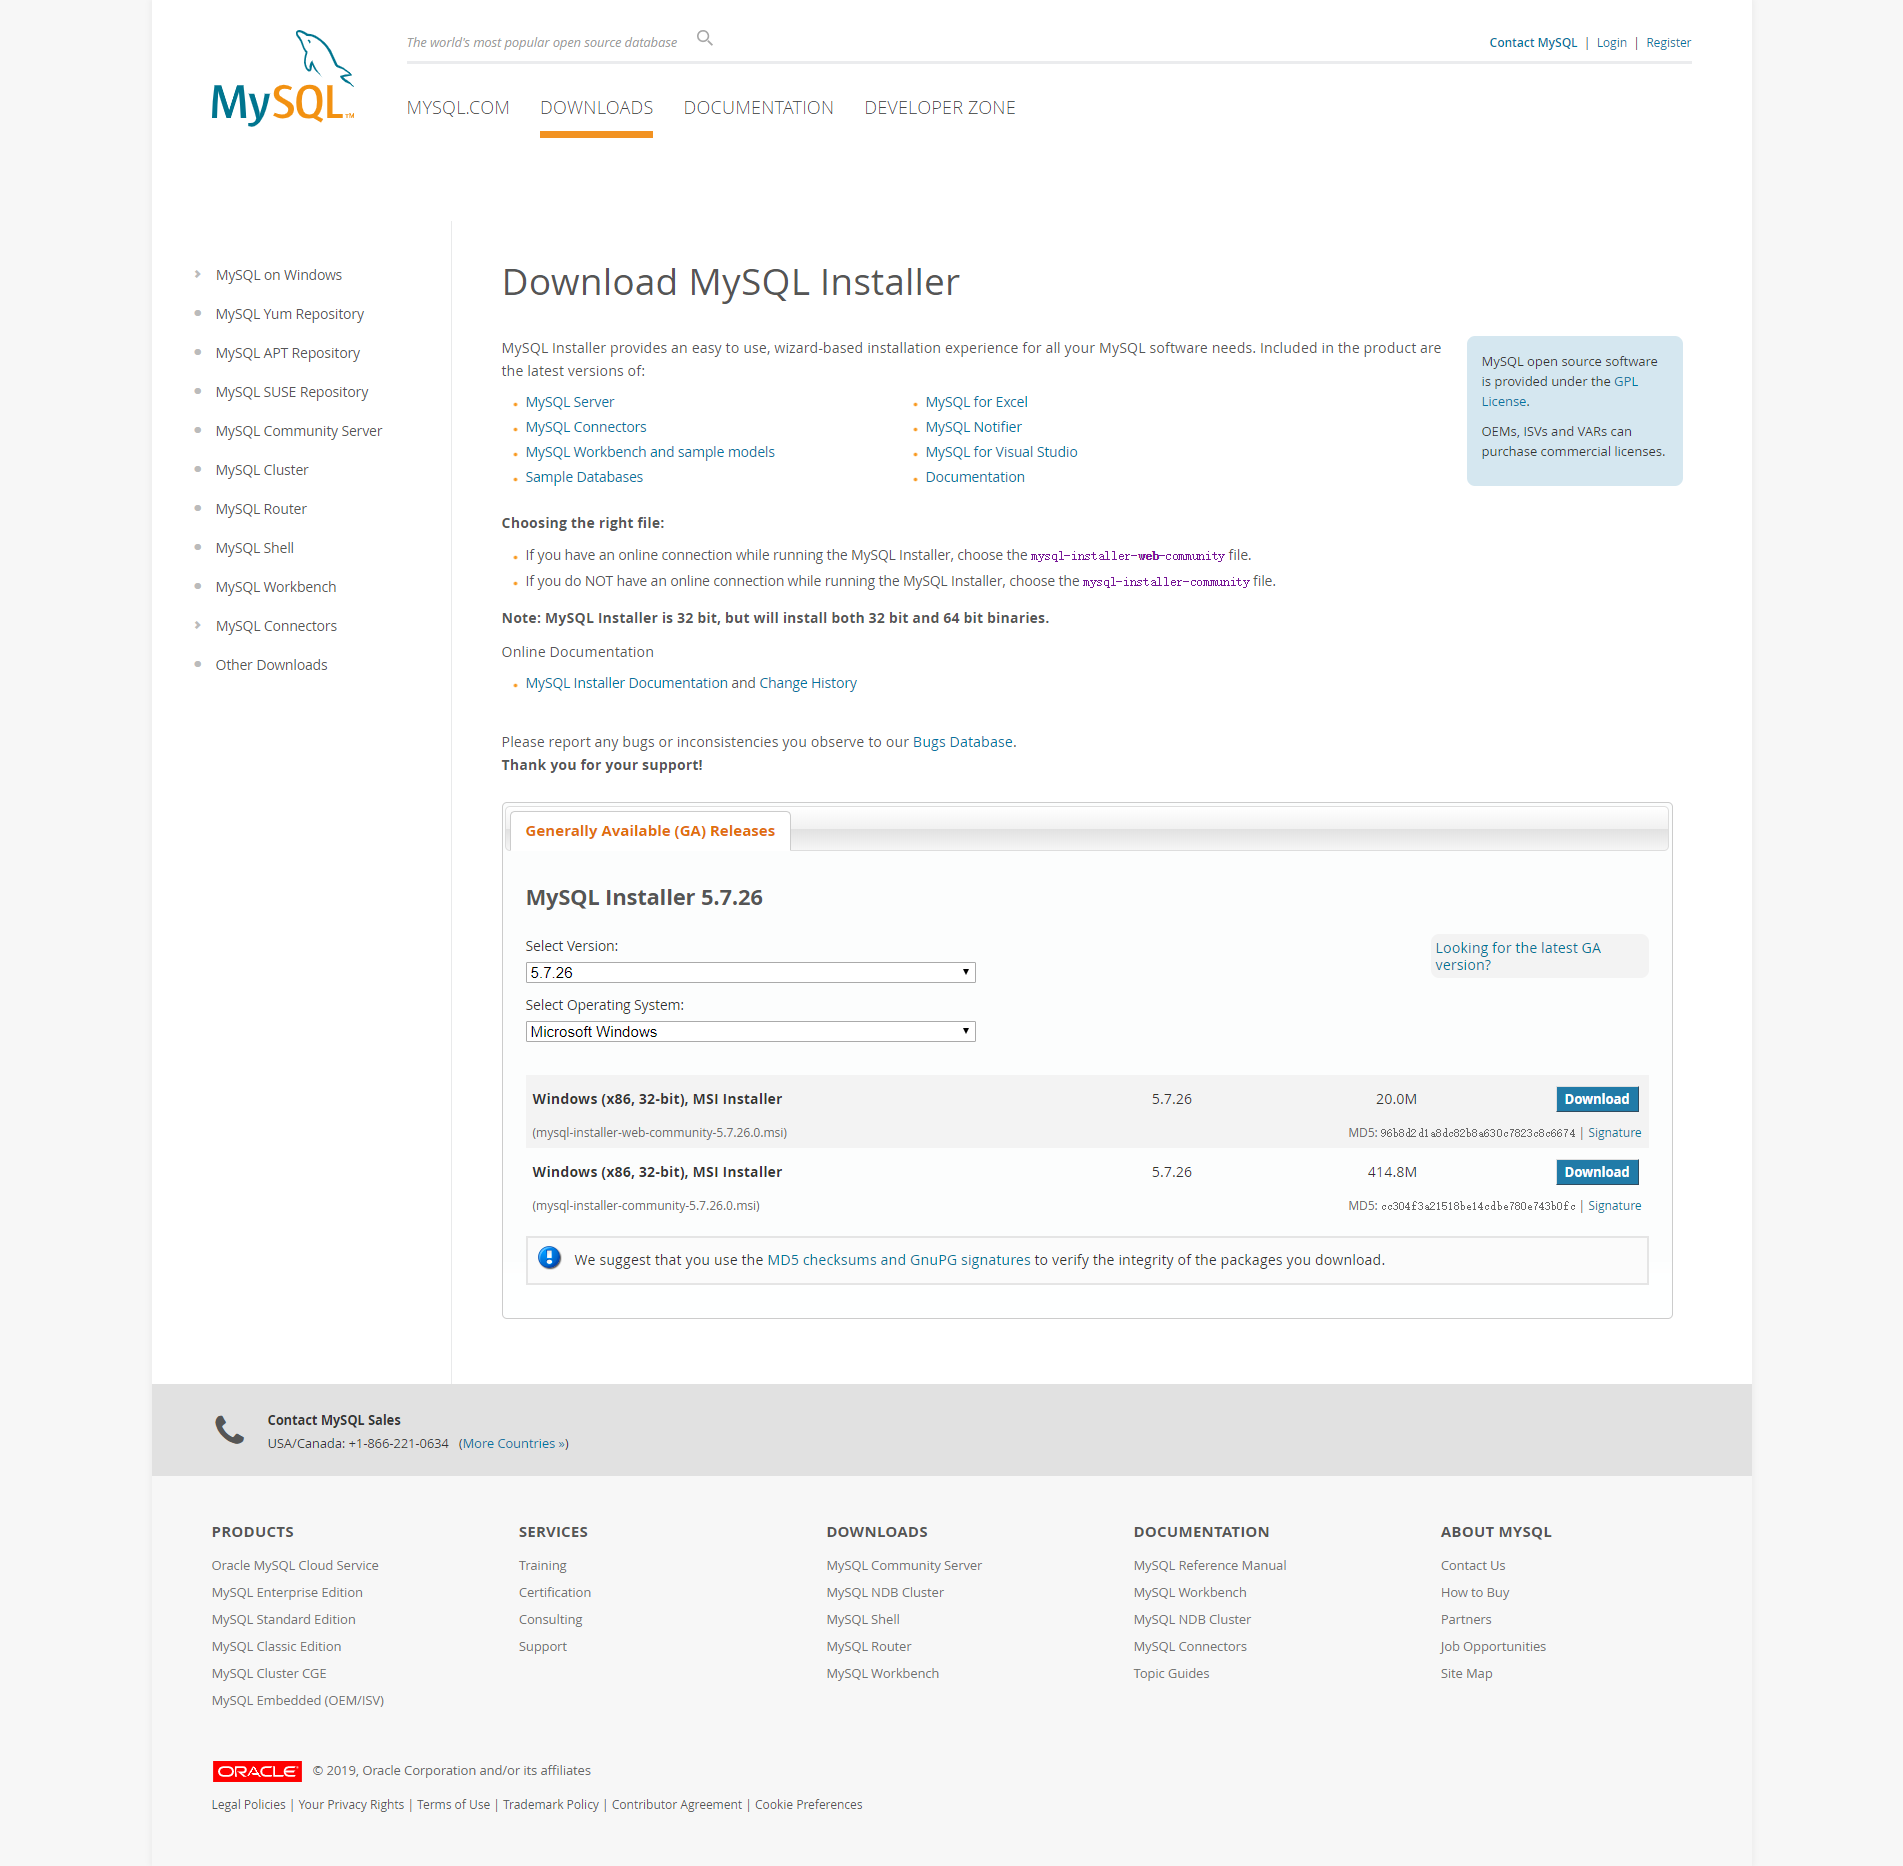 MySQL™
The world's most popular open source database
Contact MySQL | Login | Register
MYSQL.COM DOWNLOADS DOCUMENTATION DEVELOPER ZONE
MySQL on Windows
MySQL Yum Repository
MySQL APT Repository
MySQL SUSE Repository
MySQL Community Server
MySQL Cluster
MySQL Router
MySQL Shell
MySQL Workbench
MySQL Connectors
Other Downloads
Download MySQL Installer
MySQL Installer provides an easy to use, wizard-based installation experience for all your MySQL software needs. Included in the product are
the latest versions of:
MySQL Server
MySQL Connectors
MySQL Workbench and sample models
Sample Databases
MySQL for Excel
MySQL Notifier
MySQL for Visual Studio
Documentation
MySQL open source software
is provided under the GPL
License.
OEMs, ISVs and VARs can
purchase commercial licenses.
Choosing the right file:
If you have an online connection while running the MySQL Installer, choose the mysql-installer-web-community file.
If you do NOT have an online connection while running the MySQL Installer, choose the mysql-installer-community file.
Note: MySQL Installer is 32 bit, but will install both 32 bit and 64 bit binaries.
Online Documentation
MySQL Installer Documentation and Change History
Please report any bugs or inconsistencies you observe to our Bugs Database.
Thank you for your support!
Generally Available (GA) Releases
MySQL Installer 5.7.26
Select Version:
5.7.26
Looking for the latest GA
version?
Select Operating System:
Microsoft Windows
Windows (x86, 32-bit), MSI Installer 5.7.26 20.0M Download
(mysql-installer-web-community-5.7.26.0.msi) MD5: 96b8d2d1a8dc82b8a630c7823c8c6674 | Signature
Windows (x86, 32-bit), MSI Installer 5.7.26 414.8M Download
(mysql-installer-community-5.7.26.0.msi) MD5: cc304f3a21518be14cdbe780e743b0fc | Signature
We suggest that you use the MD5 checksums and GnuPG signatures to verify the integrity of the packages you download.
Contact MySQL Sales
USA/Canada: +1-866-221-0634 (More Countries »)
PRODUCTS
Oracle MySQL Cloud Service
MySQL Enterprise Edition
MySQL Standard Edition
MySQL Classic Edition
MySQL Cluster CGE
MySQL Embedded (OEM/ISV)
SERVICES
Training
Certification
Consulting
Support
DOWNLOADS
MySQL Community Server
MySQL NDB Cluster
MySQL Shell
MySQL Router
MySQL Workbench
DOCUMENTATION
MySQL Reference Manual
MySQL Workbench
MySQL NDB Cluster
MySQL Connectors
Topic Guides
ABOUT MYSQL
Contact Us
How to Buy
Partners
Job Opportunities
Site Map
ORACLE © 2019, Oracle Corporation and/or its affiliates
Legal Policies | Your Privacy Rights | Terms of Use | Trademark Policy | Contributor Agreement | Cookie Preferences